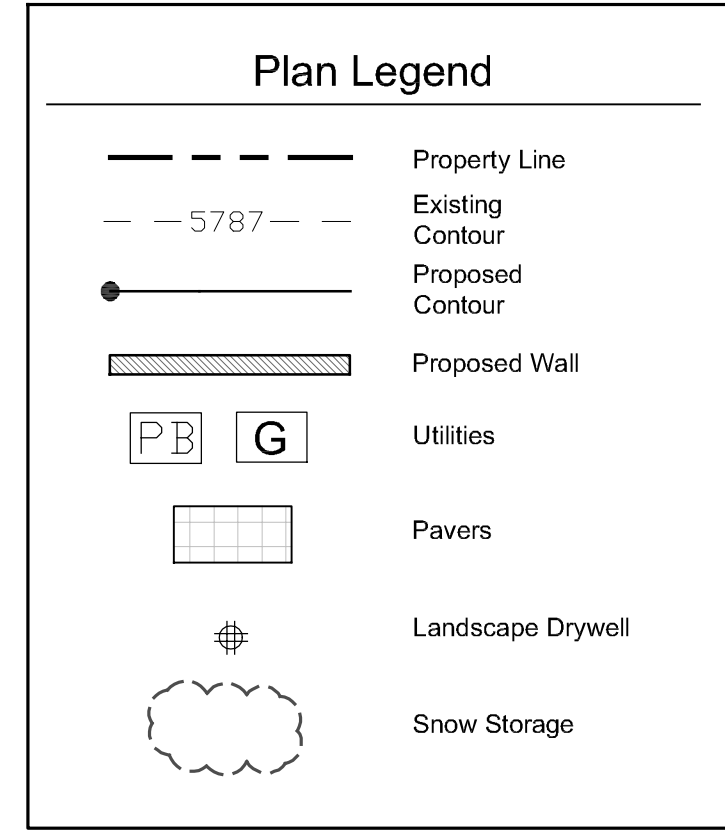 Plan Legend
Property Line
5787
Existing
Contour
Proposed
Contour
Proposed Wall
PB G Utilities
Pavers
Landscape Drywell
Snow Storage